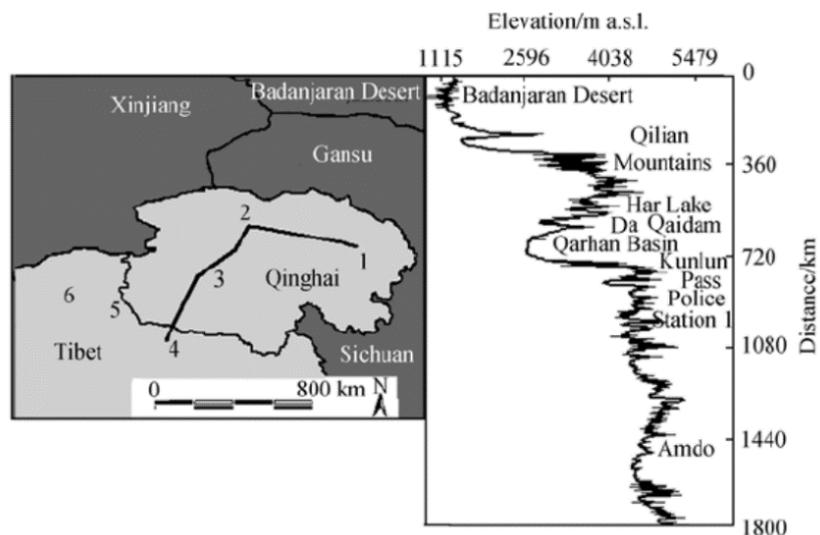 Elevation/m a.s.l.
1115 2596 4038 5479
Xinjiang
Badanjaran Desert
Gansu
2
1
3
Qinghai
6
5
4
Tibet
Sichuan
0 800 km
N
Badanjaran Desert
Qilian
Mountains
Har Lake
Da Qaidam
Qarhan Basin
Kunlun
Pass
Police
Station 1
Amdo
0
360
720
1080
1440
1800
Distancc/km